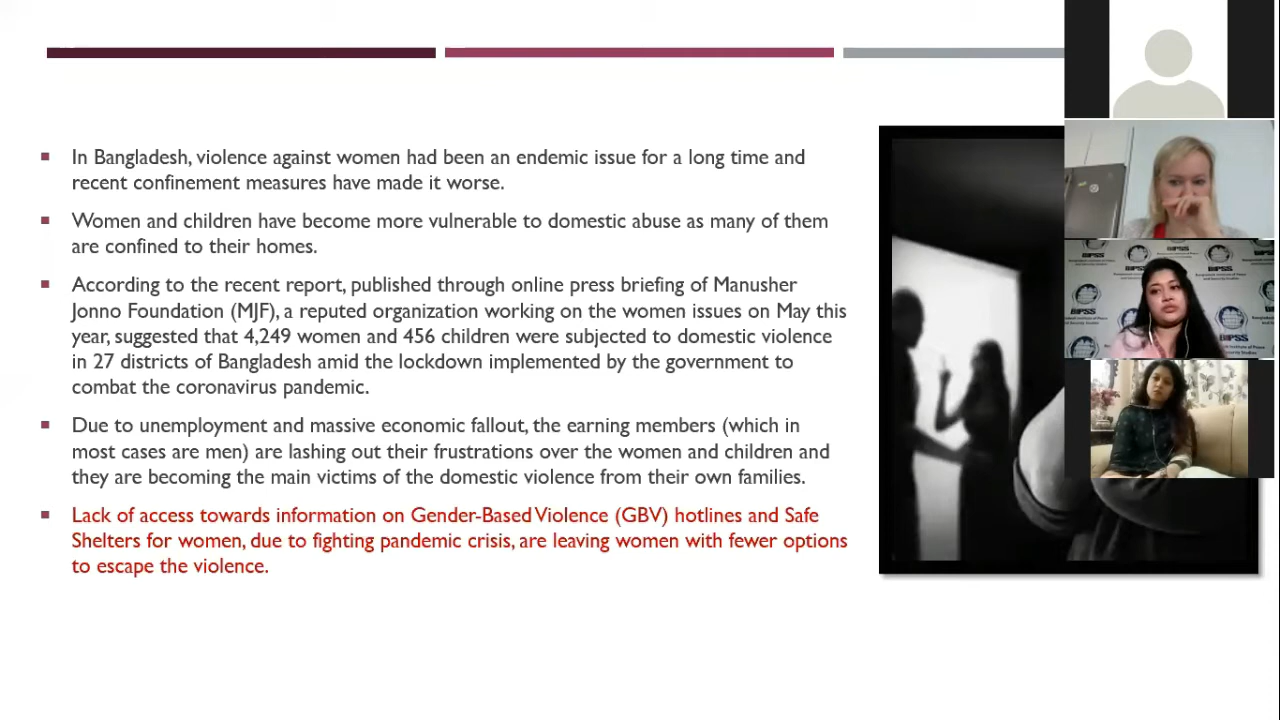 In Bangladesh, violence against women had been an endemic issue for a long time and
recent confinement measures have made it worse.
Women and children have become more vulnerable to domestic abuse as many of them
are confined to their homes.
According to the recent report, published through online press briefing of Manusher
Jonno Foundation (MJF), a reputed organization working on the women issues on May this
year, suggested that 4,249 women and 456 children were subjected to domestic violence
in 27 districts of Bangladesh amid the lockdown implemented by the government to
combat the coronavirus pandemic.
Due to unemployment and massive economic fallout, the earning members (which in
most cases are men) are lashing out their frustrations over the women and children and
they are becoming the main victims of the domestic violence from their own families.
Lack of access towards information on Gender-Based Violence (GBV) hotlines and Safe
Shelters for women, due to fighting pandemic crisis, are leaving women with fewer options
to escape the violence.
BIPSS
BIPSS
BIPSS